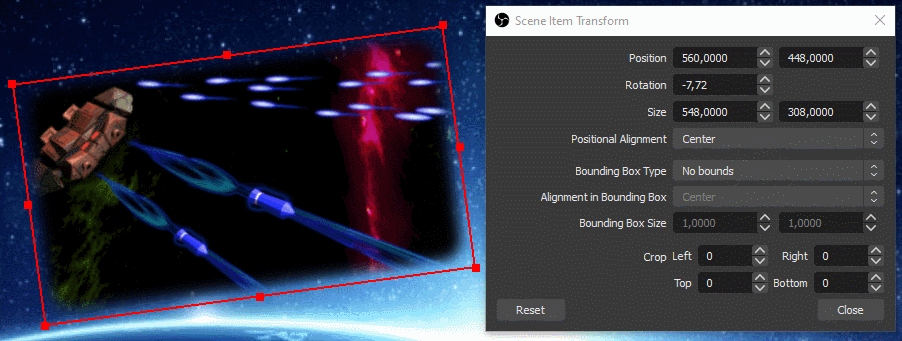 Scene Item Transform
Position 560,0000 448,0000
Rotation -7,72
Size 548,0000 308,0000
Positional Alignment Center
Bounding Box Type No bounds
Alignment in Bounding Box Center
Bounding Box Size 1,0000 1,0000
Crop Left 0 Right 0
Top 0 Bottom 0
Reset Close